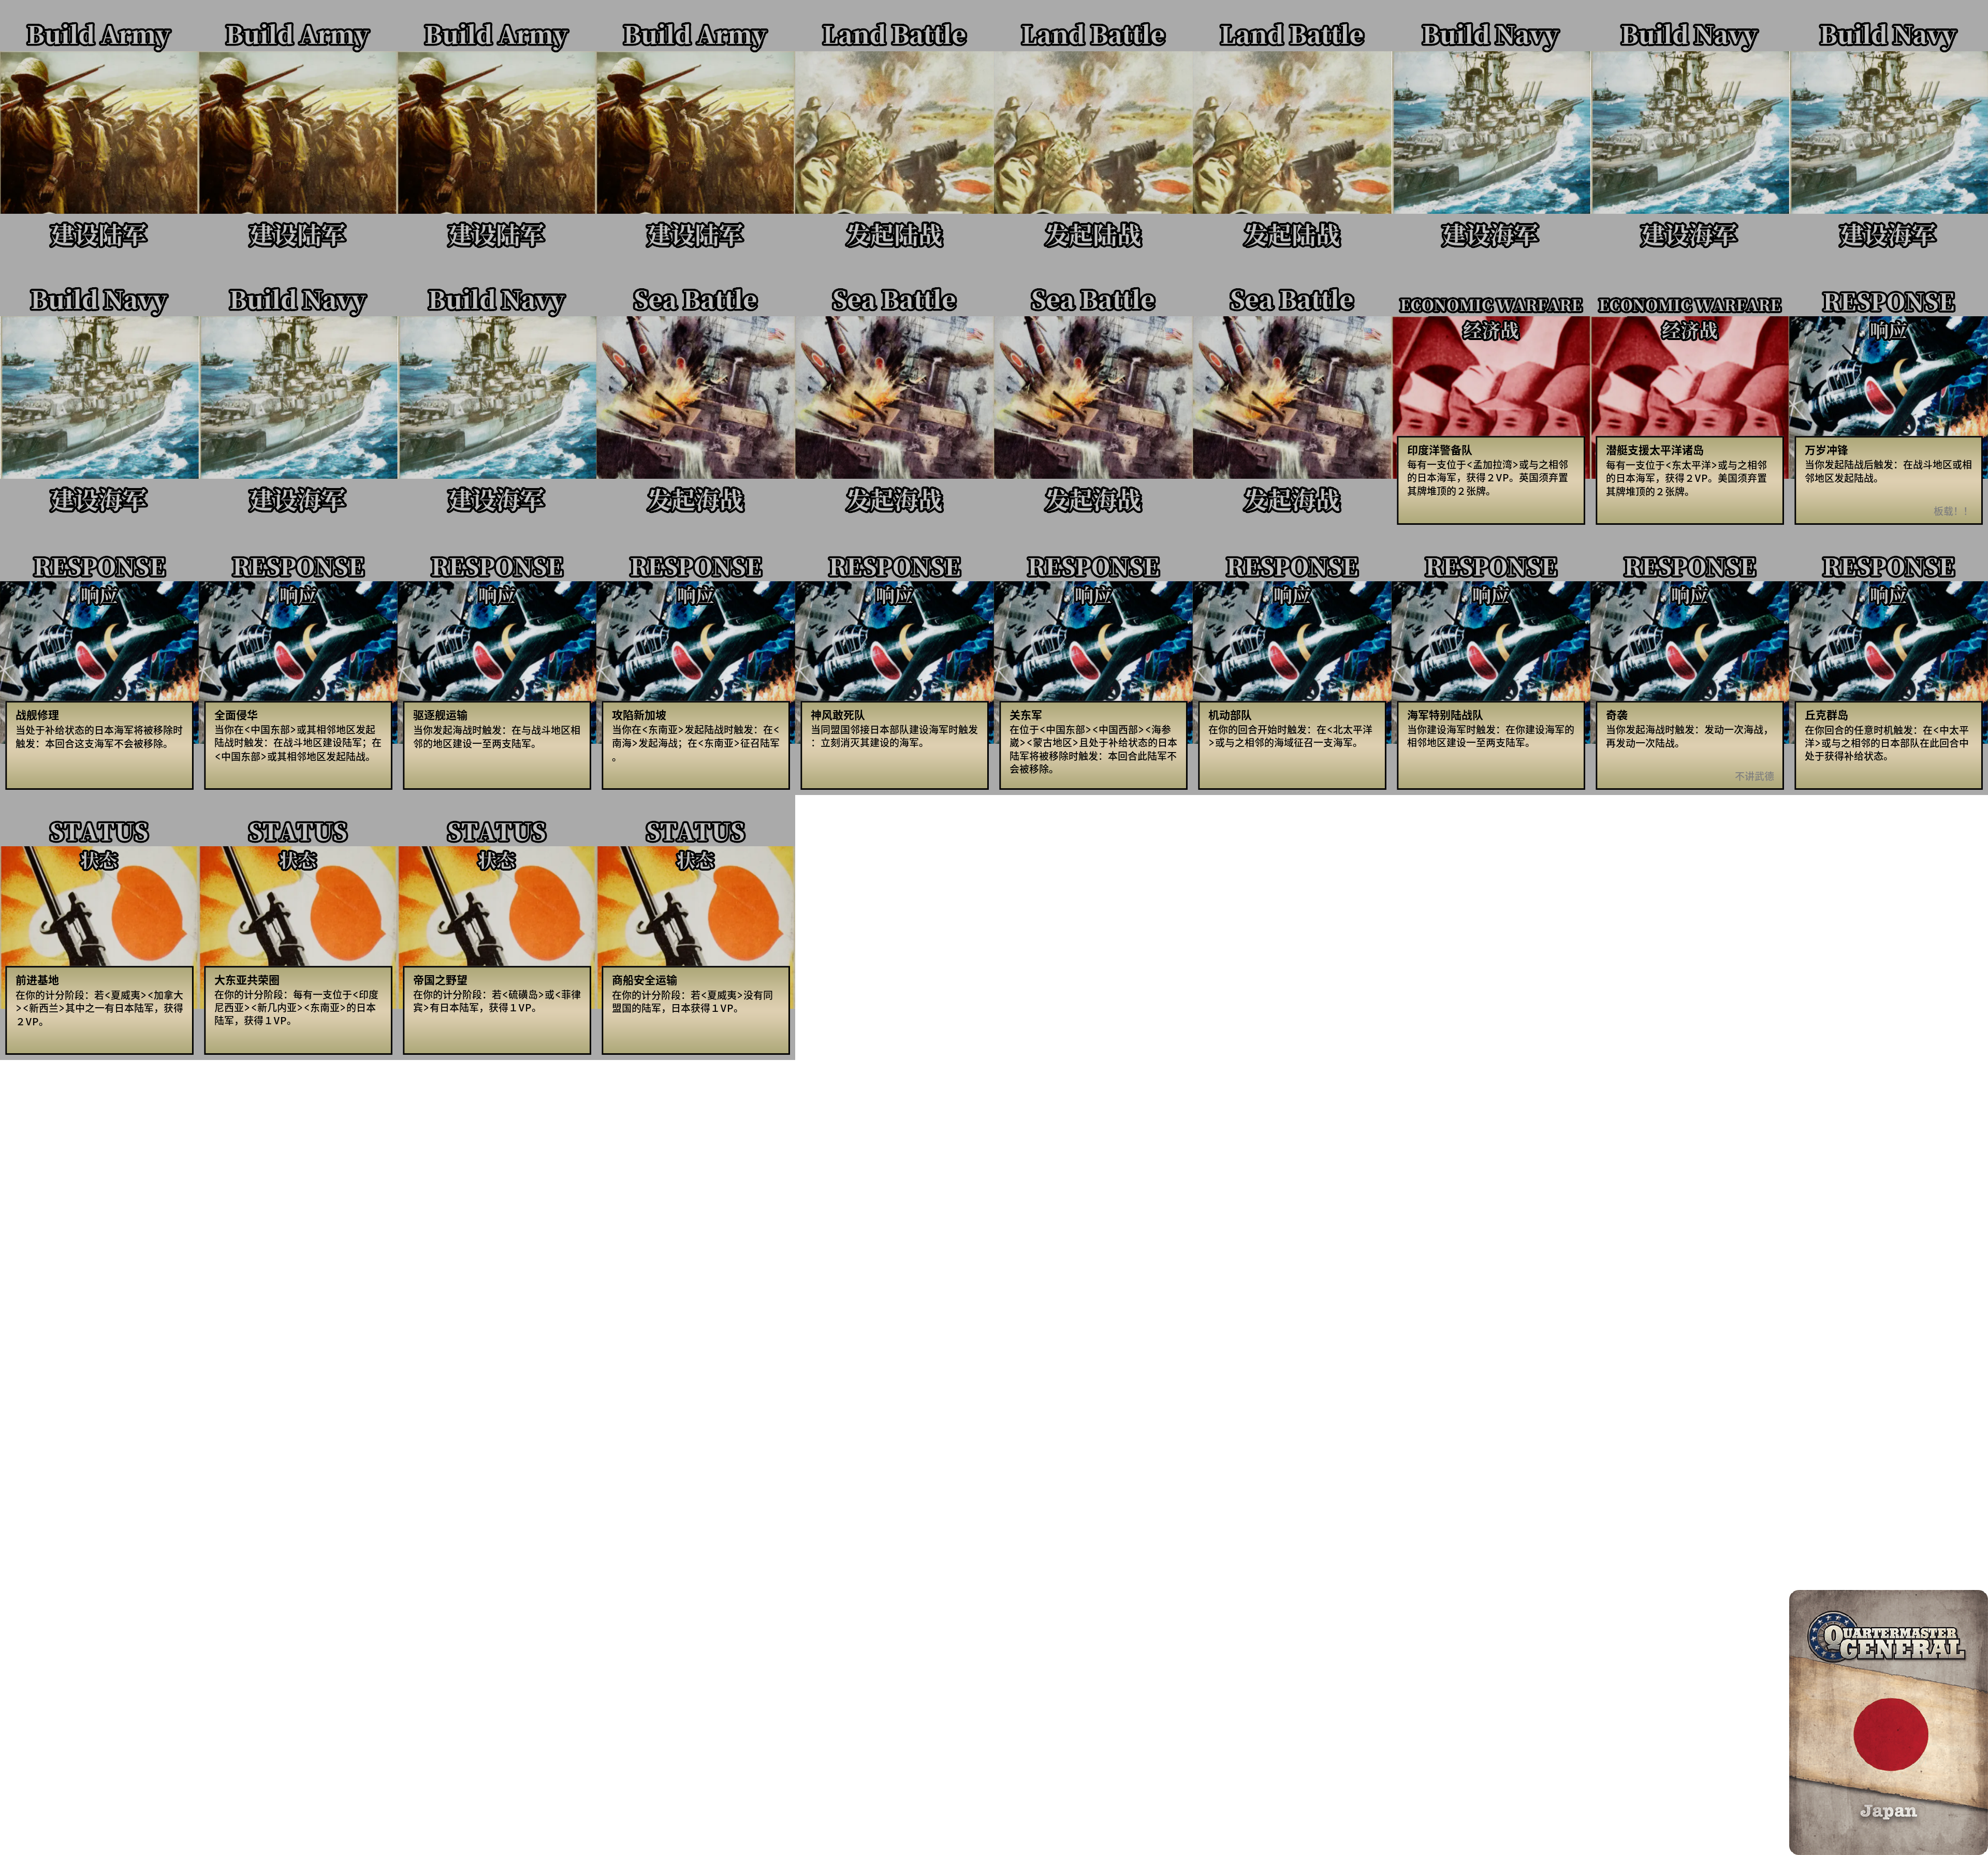 Build Army
建设陆军
Build Army
建设陆军
Build Army
建设陆军
Build Army
建设陆军
Land Battle
发起陆战
Land Battle
发起陆战
Land Battle
发起陆战
Build Navy
建设海军
Build Navy
建设海军
Build Navy
建设海军
Build Navy
建设海军
Build Navy
建设海军
Build Navy
建设海军
Sea Battle
发起海战
Sea Battle
发起海战
Sea Battle
发起海战
Sea Battle
发起海战
ECONOMIC WARFARE
经济战
印度洋警备队
每有一支位于<孟加拉湾>或与之相邻
的日本海军，获得２VP。英国须弃置
其牌堆顶的２张牌。
ECONOMIC WARFARE
经济战
潜艇支援太平洋诸岛
每有一支位于<东太平洋>或与之相邻
的日本海军，获得２VP。美国须弃置
其牌堆顶的２张牌。
RESPONSE
响应
万岁冲锋
当你发起陆战后触发：在战斗地区或相
邻地区发起陆战。
板载！！
RESPONSE
响应
战舰修理
当处于补给状态的日本海军将被移除时
触发：本回合这支海军不会被移除。
RESPONSE
响应
全面侵华
当你在<中国东部>或其相邻地区发起
陆战时触发：在战斗地区建设陆军；在
<中国东部>或其相邻地区发起陆战。
RESPONSE
响应
驱逐舰运输
当你发起海战时触发：在与战斗地区相
邻的地区建设一至两支陆军。
RESPONSE
响应
攻陷新加坡
当你在<东南亚>发起陆战时触发：在<
南海>发起海战；在<东南亚>征召陆军
。
RESPONSE
响应
神风敢死队
当同盟国邻接日本部队建设海军时触发
：立刻消灭其建设的海军。
RESPONSE
响应
关东军
在位于<中国东部><中国西部><海参
崴><蒙古地区>且处于补给状态的日本
陆军将被移除时触发：本回合此陆军不
会被移除。
RESPONSE
响应
机动部队
在你的回合开始时触发：在<北太平洋
>或与之相邻的海域征召一支海军。
RESPONSE
响应
海军特别陆战队
当你建设海军时触发：在你建设海军的
相邻地区建设一至两支陆军。
RESPONSE
响应
奇袭
当你发起海战时触发：发动一次海战，
再发动一次陆战。
不讲武德
RESPONSE
响应
丘克群岛
在你回合的任意时机触发：在<中太平
洋>或与之相邻的日本部队在此回合中
处于获得补给状态。
STATUS
状态
前进基地
在你的计分阶段：若<夏威夷><加拿大
><新西兰>其中之一有日本陆军，获得
２VP。
STATUS
状态
大东亚共荣圈
在你的计分阶段：每有一支位于<印度
尼西亚><新几内亚><东南亚>的日本
陆军，获得１VP。
STATUS
状态
帝国之野望
在你的计分阶段：若<硫磺岛>或<菲律
宾>有日本陆军，获得１VP。
STATUS
状态
商船安全运输
在你的计分阶段：若<夏威夷>没有同
盟国的陆军，日本获得１VP。
QUARTERMASTER
GENERAL
Japan